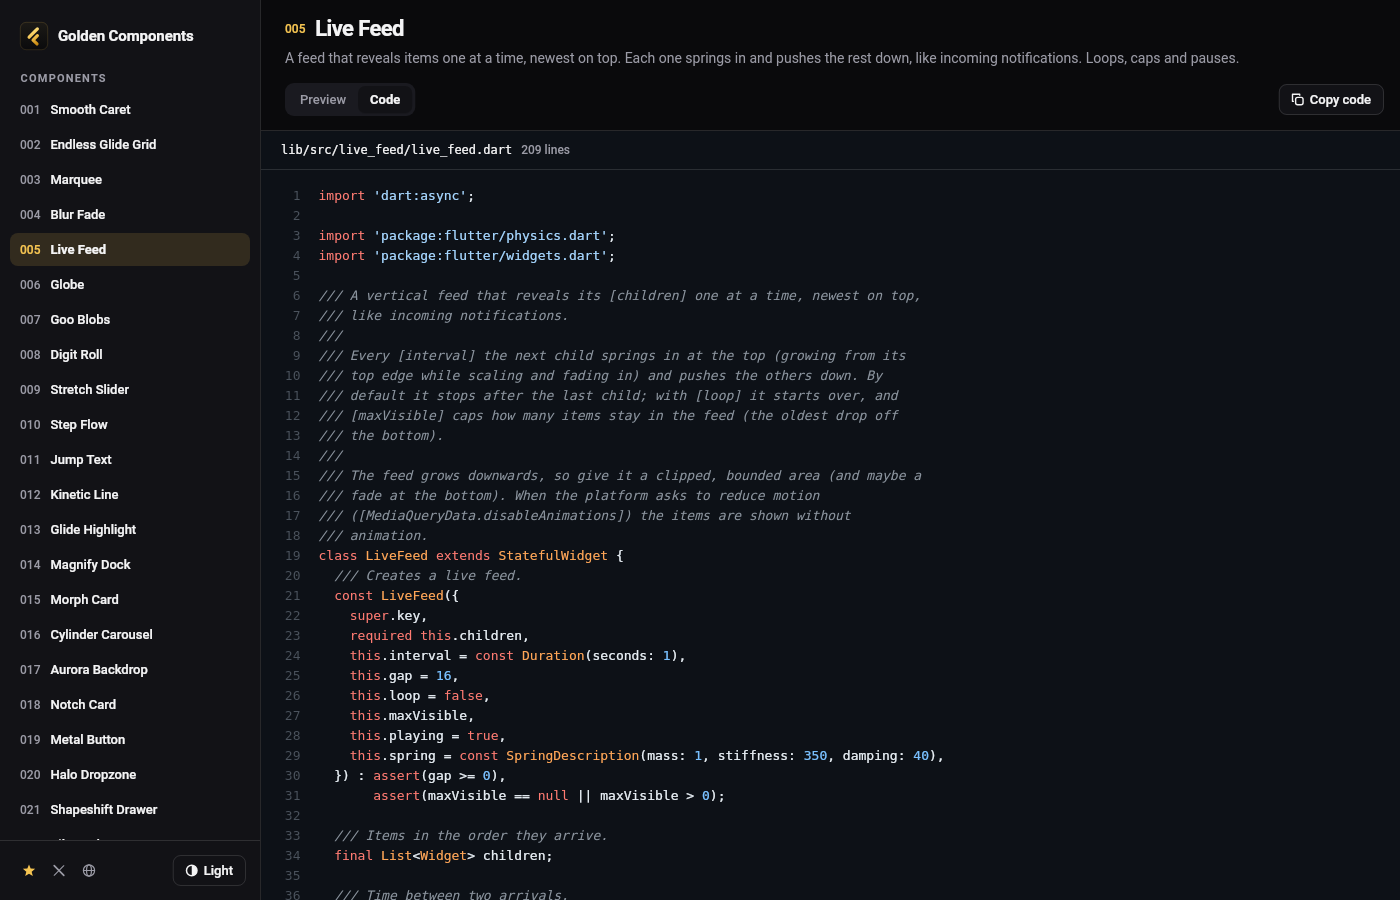 Golden Components
COMPONENTS
001 Smooth Caret
002 Endless Glide Grid
003 Marquee
004 Blur Fade
005 Live Feed
006 Globe
007 Goo Blobs
008 Digit Roll
009 Stretch Slider
010 Step Flow
011 Jump Text
012 Kinetic Line
013 Glide Highlight
014 Magnify Dock
015 Morph Card
016 Cylinder Carousel
017 Aurora Backdrop
018 Notch Card
019 Metal Button
020 Halo Dropzone
021 Shapeshift Drawer
Light
005 Live Feed
A feed that reveals items one at a time, newest on top. Each one springs in and pushes the rest down, like incoming notifications. Loops, caps and pauses.
Preview Code
Copy code
lib/src/live_feed/live_feed.dart 209 lines
1 import 'dart:async';
2
3 import 'package:flutter/physics.dart';
4 import 'package:flutter/widgets.dart';
5
6 /// A vertical feed that reveals its [children] one at a time, newest on top,
7 /// like incoming notifications.
8 ///
9 /// Every [interval] the next child springs in at the top (growing from its
10 /// top edge while scaling and fading in) and pushes the others down. By
11 /// default it stops after the last child; with [loop] it starts over, and
12 /// [maxVisible] caps how many items stay in the feed (the oldest drop off
13 /// the bottom).
14 ///
15 /// The feed grows downwards, so give it a clipped, bounded area (and maybe a
16 /// fade at the bottom). When the platform asks to reduce motion
17 /// ([MediaQueryData.disableAnimations]) the items are shown without
18 /// animation.
19 class LiveFeed extends StatefulWidget {
20 /// Creates a live feed.
21 const LiveFeed({
22 super.key,
23 required this.children,
24 this.interval = const Duration(seconds: 1),
25 this.gap = 16,
26 this.loop = false,
27 this.maxVisible,
28 this.playing = true,
29 this.spring = const SpringDescription(mass: 1, stiffness: 350, damping: 40),
30 }) : assert(gap >= 0),
31 assert(maxVisible == null || maxVisible > 0);
32
33 /// Items in the order they arrive.
34 final List<Widget> children;
35
36 /// Time between two arrivals.